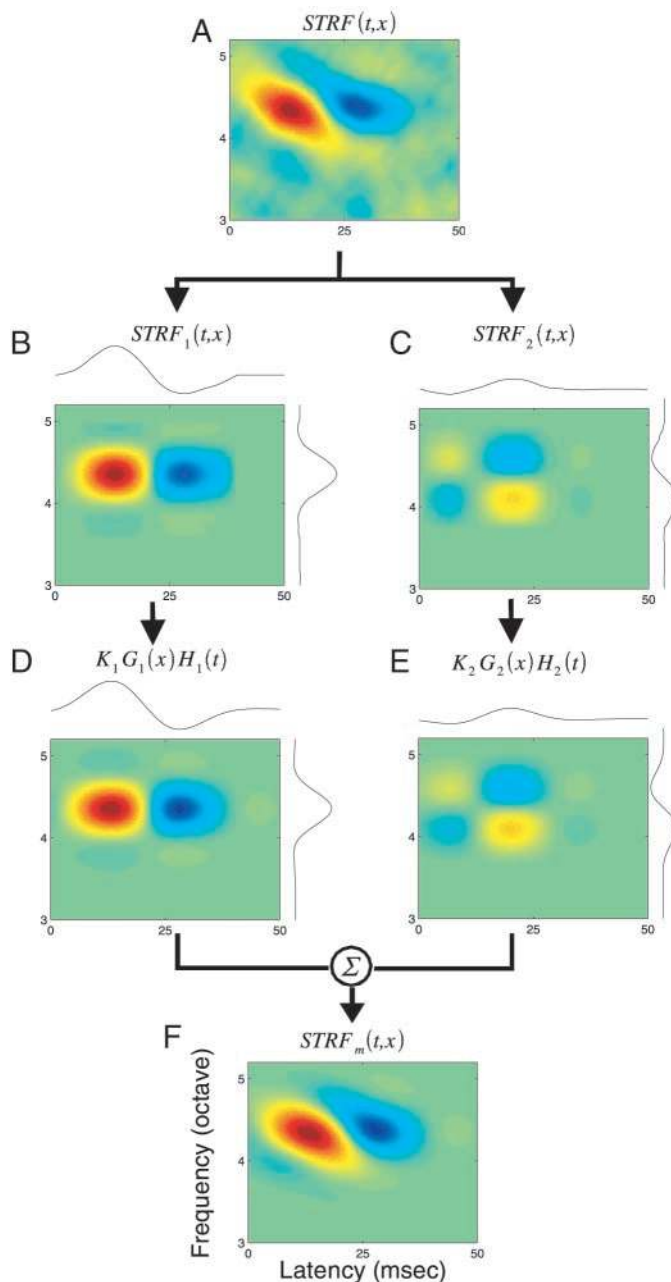 A
STRF(t,x)
5
4
3
0 25 50
B
STRF₁(t,x)
5
4
3
0 25 50
C
STRF₂(t,x)
5
4
3
0 25 50
D
K₁G₁(x)H₁(t)
5
4
3
0 25 50
E
K₂G₂(x)H₂(t)
5
4
3
0 25 50
Σ
F
STRFₘ(t,x)
Frequency (octave)
5
4
3
0 25 50
Latency (msec)